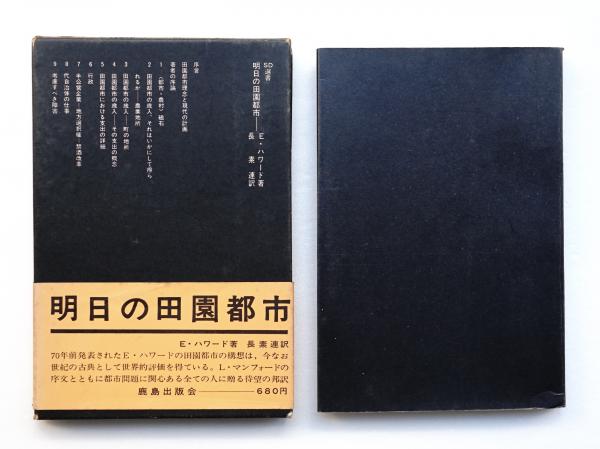 SD選書
明日の田園都市――E・ハワード著
長 素連訳
序言
田園都市理論と現代の計画
著者の序論
1 〈都市・農村〉磁石
2 田園都市の歳入、それはいかにして得ら
れるか――農業地所
3 田園都市の歳入――町の地所
4 田園都市の歳入――その支出の概念
5 田園都市における支出の詳細
6 行政
7 半公営企業―地方選択権―禁酒改革
8 代自治体の仕事
9 考慮すべき障害
明日の田園都市
E・ハワード著 長 素連訳
70年前発表されたE・ハワードの田園都市の構想は，今なお
世紀の古典として世界的評価を得ている。L・マンフォードの
序文とともに都市問題に関心ある全ての人に贈る待望の邦訳
鹿島出版会――680円